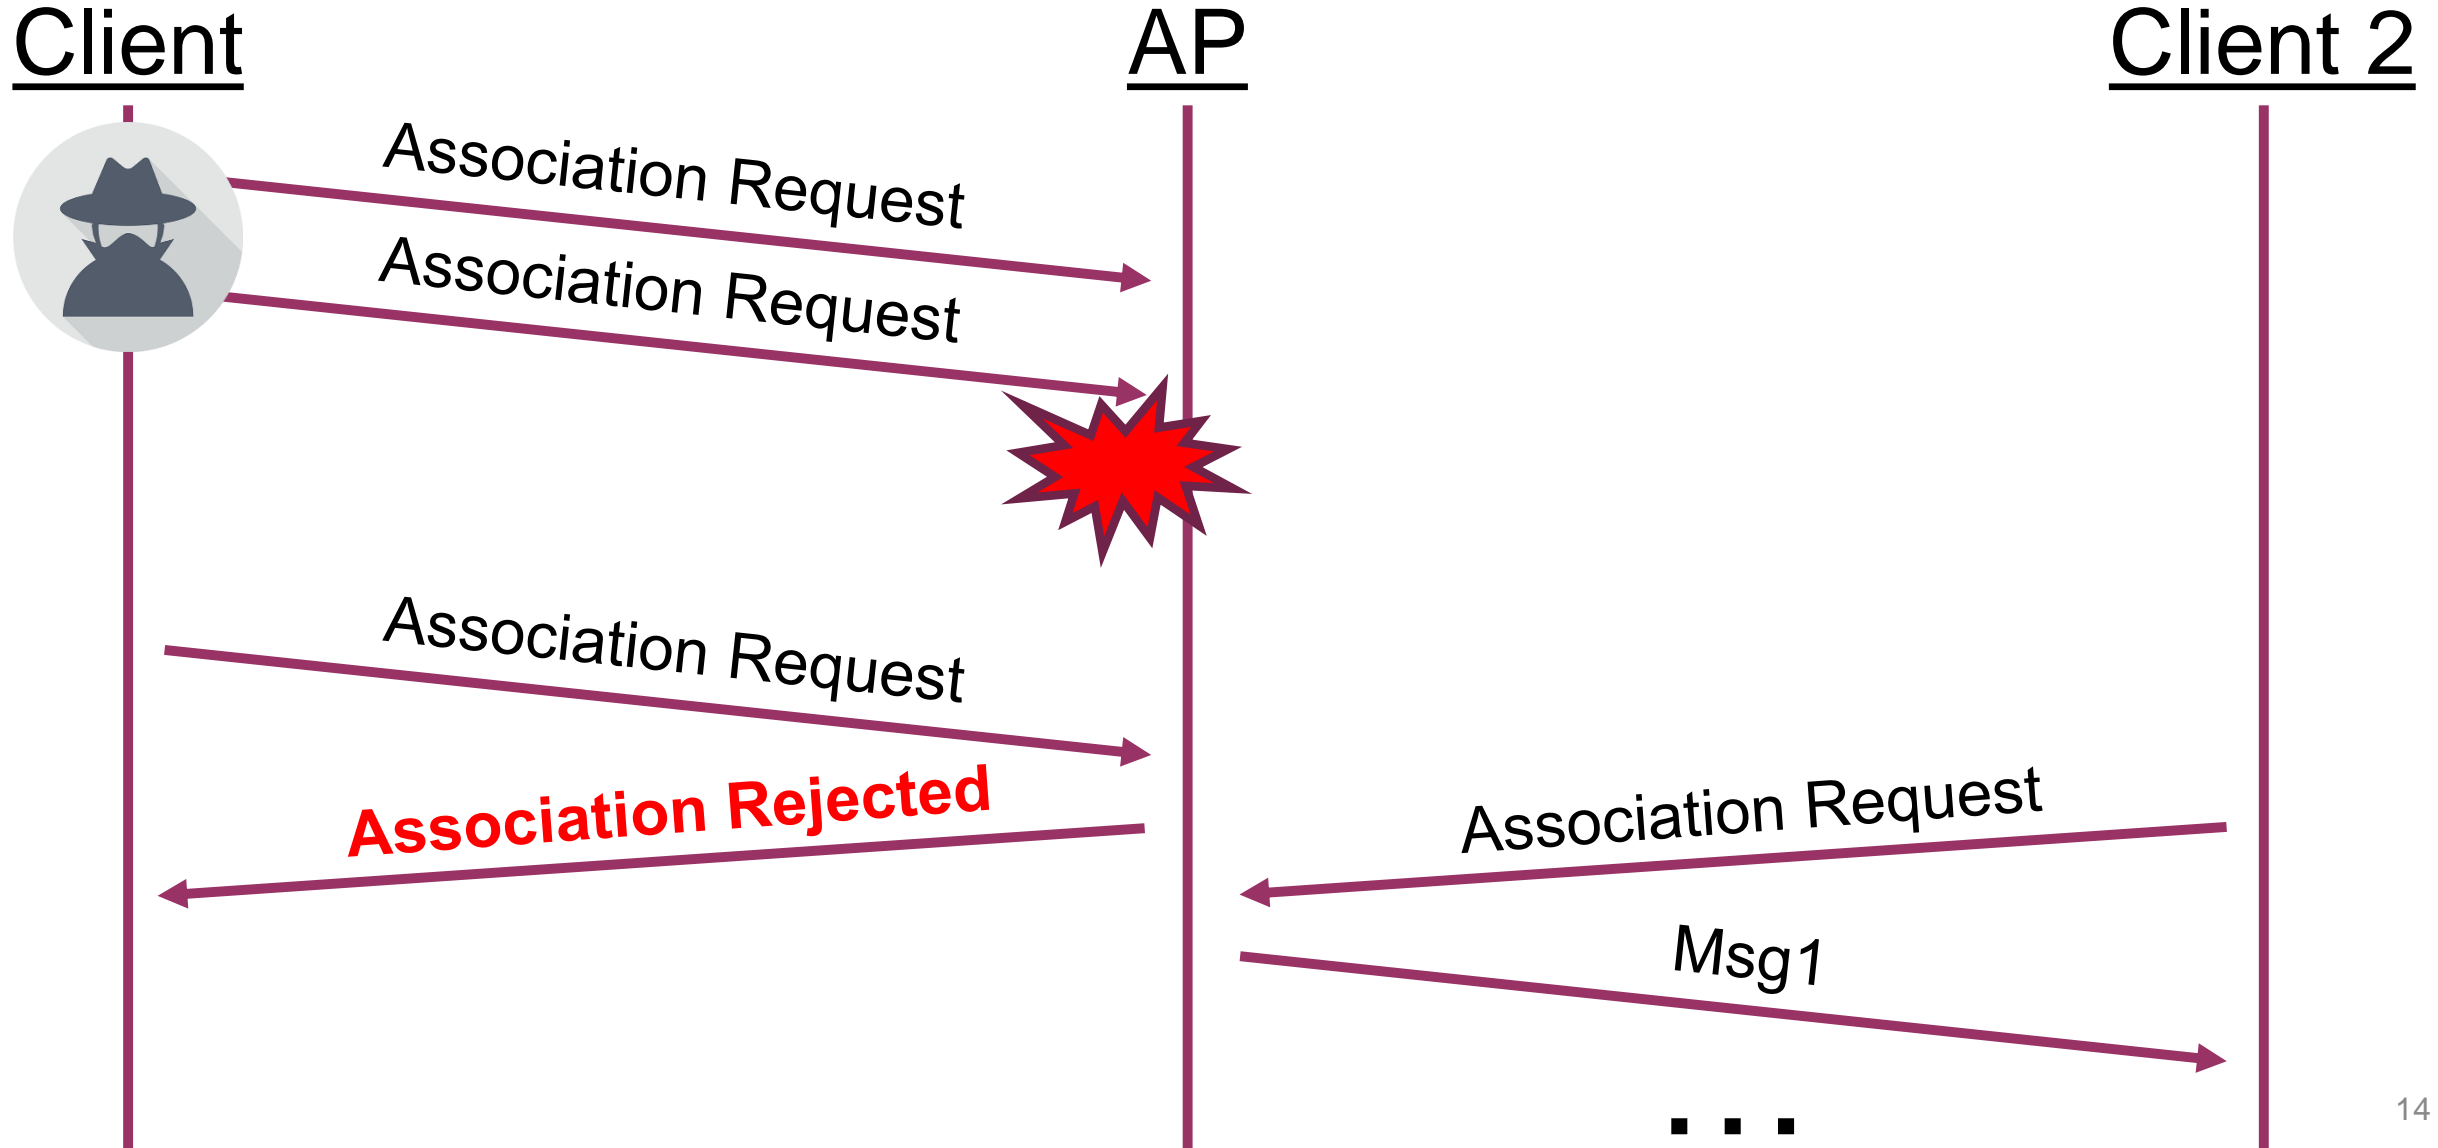 Client
AP
Client 2
Association Request
Association Request
Association Request
Association Rejected
Association Request
Msg1
...
14